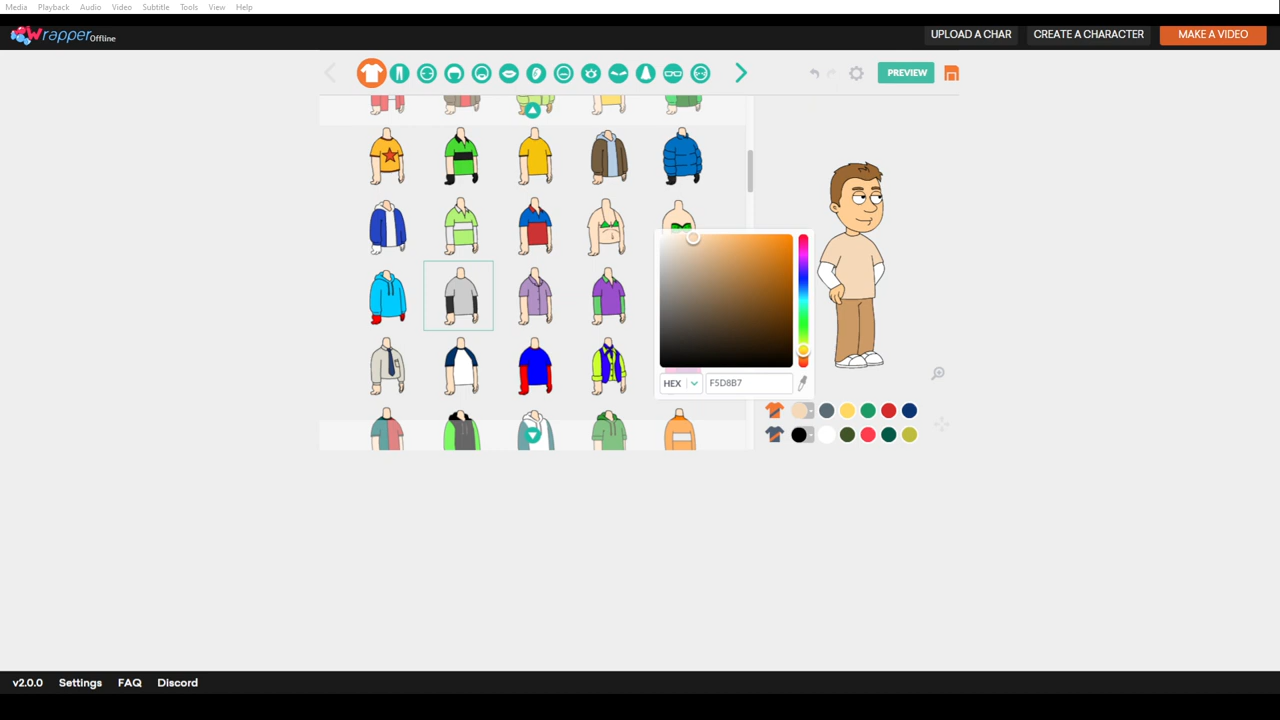 Media Playback Audio Video Subtitle Tools View Help
Wrapper Offline
UPLOAD A CHAR CREATE A CHARACTER MAKE A VIDEO
PREVIEW
HEX F5D8B7
v2.0.0 Settings FAQ Discord